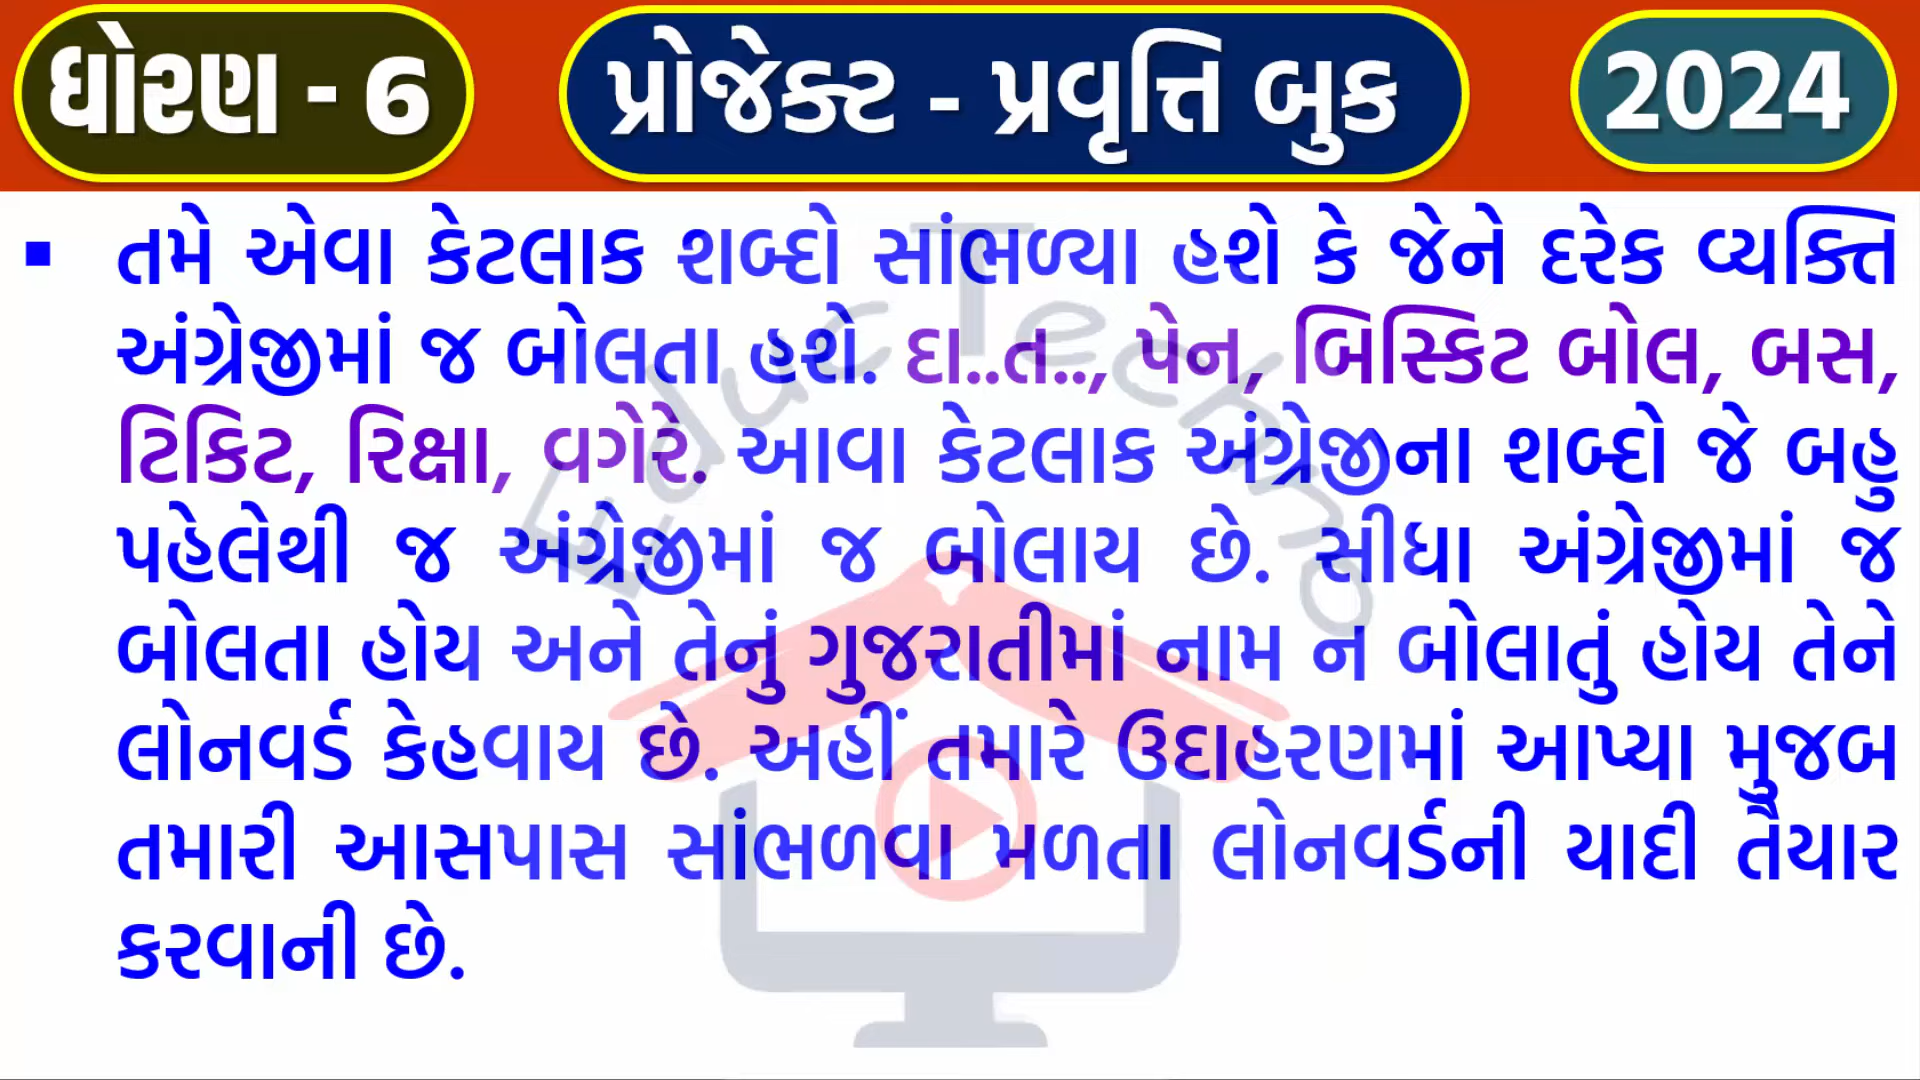 ધોરણ - 6
પ્રોજેક્ટ - પ્રવૃત્તિ બુક
2024
▪ તમે એવા કેટલાક શબ્દો સાંભળ્યા હશે કે જેને દરેક વ્યક્તિ
અંગ્રેજીમાં જ બોલતા હશે. દા..ત.., પેન, બિસ્કિટ બોલ, બસ,
ટિકિટ, રિક્ષા, વગેરે. આવા કેટલાક અંગ્રેજીના શબ્દો જે બહુ
પહેલેથી જ અંગ્રેજીમાં જ બોલાય છે. સીધા અંગ્રેજીમાં જ
બોલતા હોય અને તેનું ગુજરાતીમાં નામ ન બોલાતું હોય તેને
લોનવર્ડ કેહવાય છે. અહીં તમારે ઉદાહરણમાં આપ્યા મુજબ
તમારી આસપાસ સાંભળવા મળતા લોનવર્ડની યાદી તૈયાર
કરવાની છે.
EducTechno